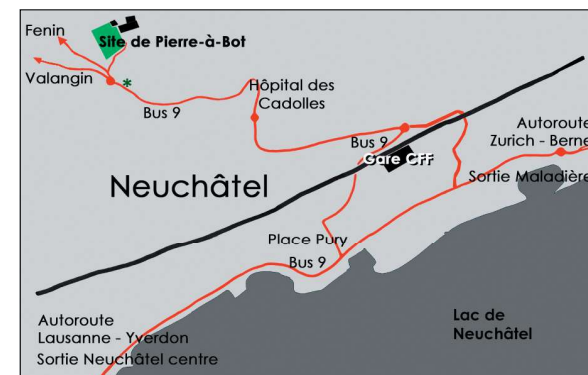 Fenin
Site de Pierre-à-Bot
Valangin
*
Hôpital des
Cadolles
Bus 9
Autoroute
Zurich - Berne
Bus 9
Gare CFF
Sortie Maladière
Neuchâtel
Place Pury
Bus 9
Autoroute
Lausanne - Yverdon
Sortie Neuchâtel centre
Lac de
Neuchâtel